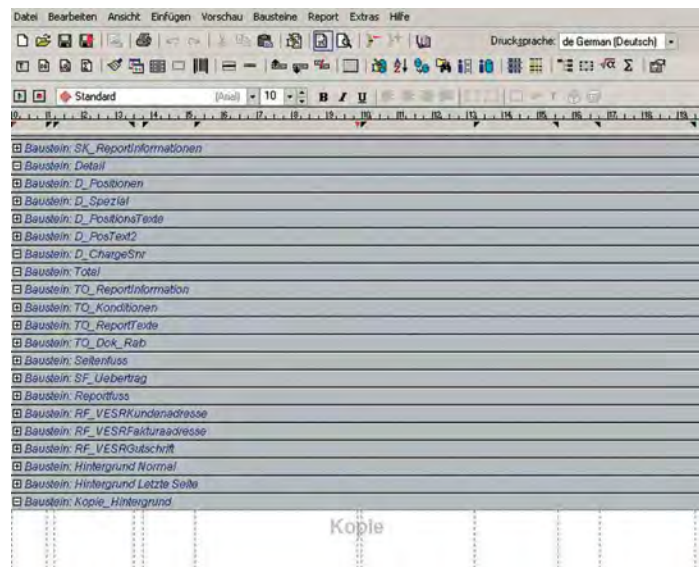 Datei Bearbeiten Ansicht Einfügen Vorschau Bausteine Report Extras Hilfe
Drucksprache: de German (Deutsch)
Standard (Arial) 10 B I U
Baustein: SK_ReportInformationen
Baustein: Detail
Baustein: D_Positionen
Baustein: D_Spezial
Baustein: D_PositionsTexte
Baustein: D_PosText2
Baustein: D_ChargeSnr
Baustein: Total
Baustein: TO_ReportInformation
Baustein: TO_Konditionen
Baustein: TO_ReportTexte
Baustein: TO_Dok_Rab
Baustein: Seitenfuss
Baustein: SF_Uebertrag
Baustein: Reportfuss
Baustein: RF_VESRKundenadresse
Baustein: RF_VESRFakturaadresse
Baustein: RF_VESRGutschrift
Baustein: Hintergrund Normal
Baustein: Hintergrund Letzte Seite
Baustein: Kopie_Hintergrund
Kopie